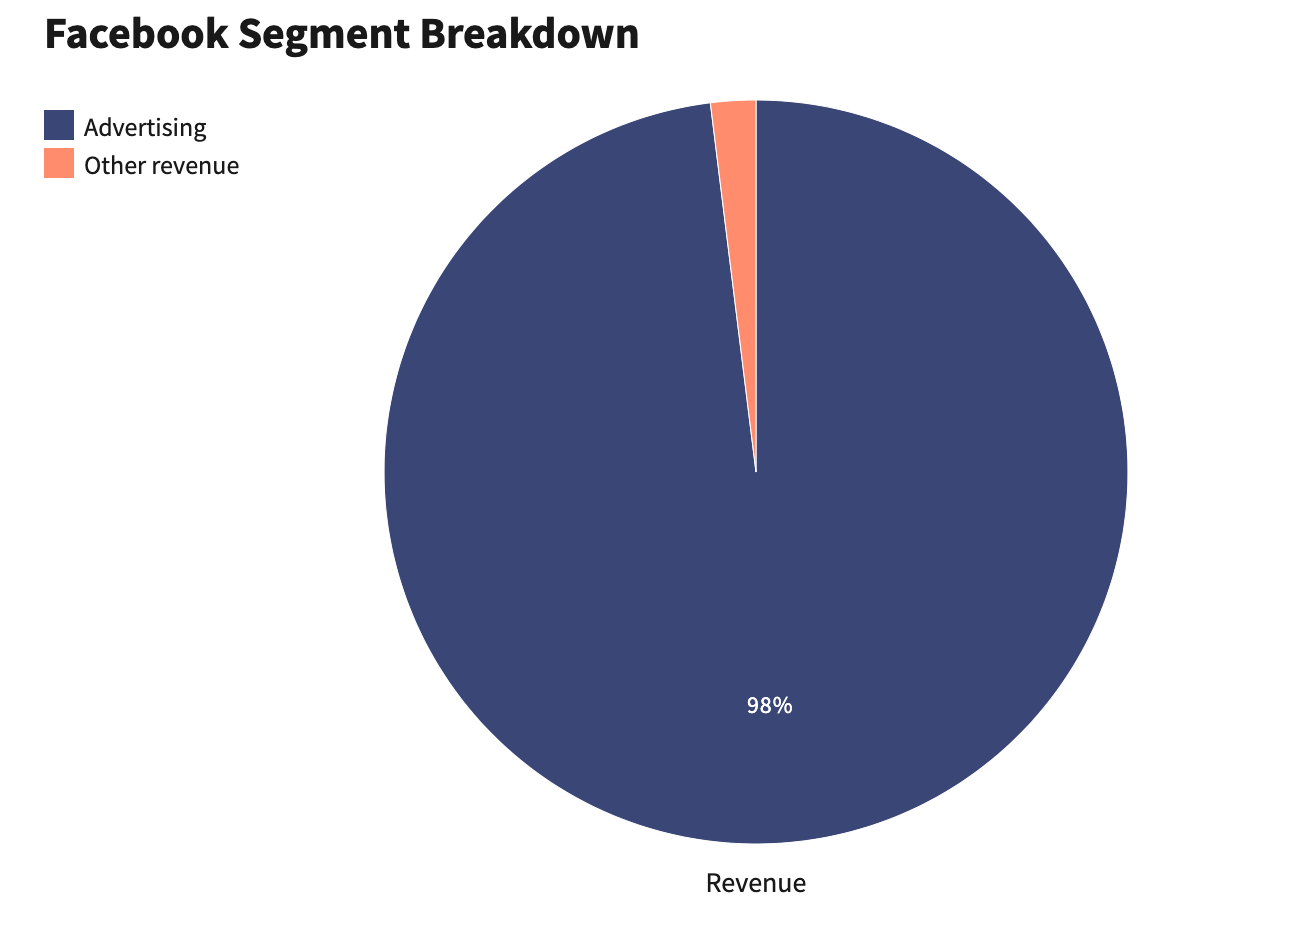 Facebook Segment Breakdown
Advertising
Other revenue
98%
Revenue